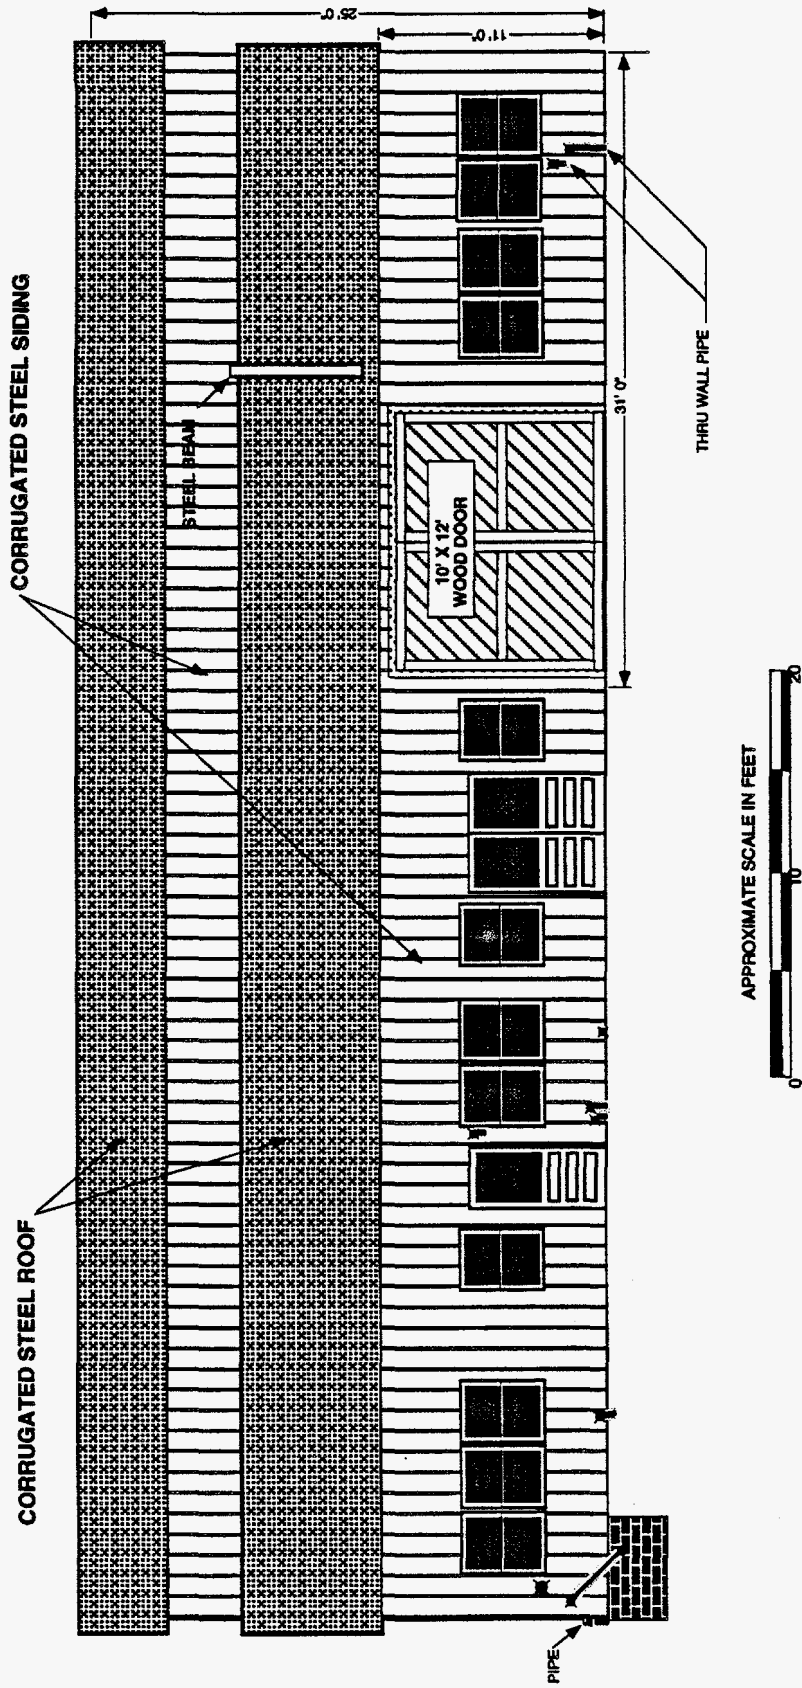 CORRUGATED STEEL ROOF
CORRUGATED STEEL SIDING
25' 0"
11' 0"
STEEL BEAM
10' X 12'
WOOD DOOR
31' 0"
PIPE
THRU WALL PIPE
APPROXIMATE SCALE IN FEET
0
10
20